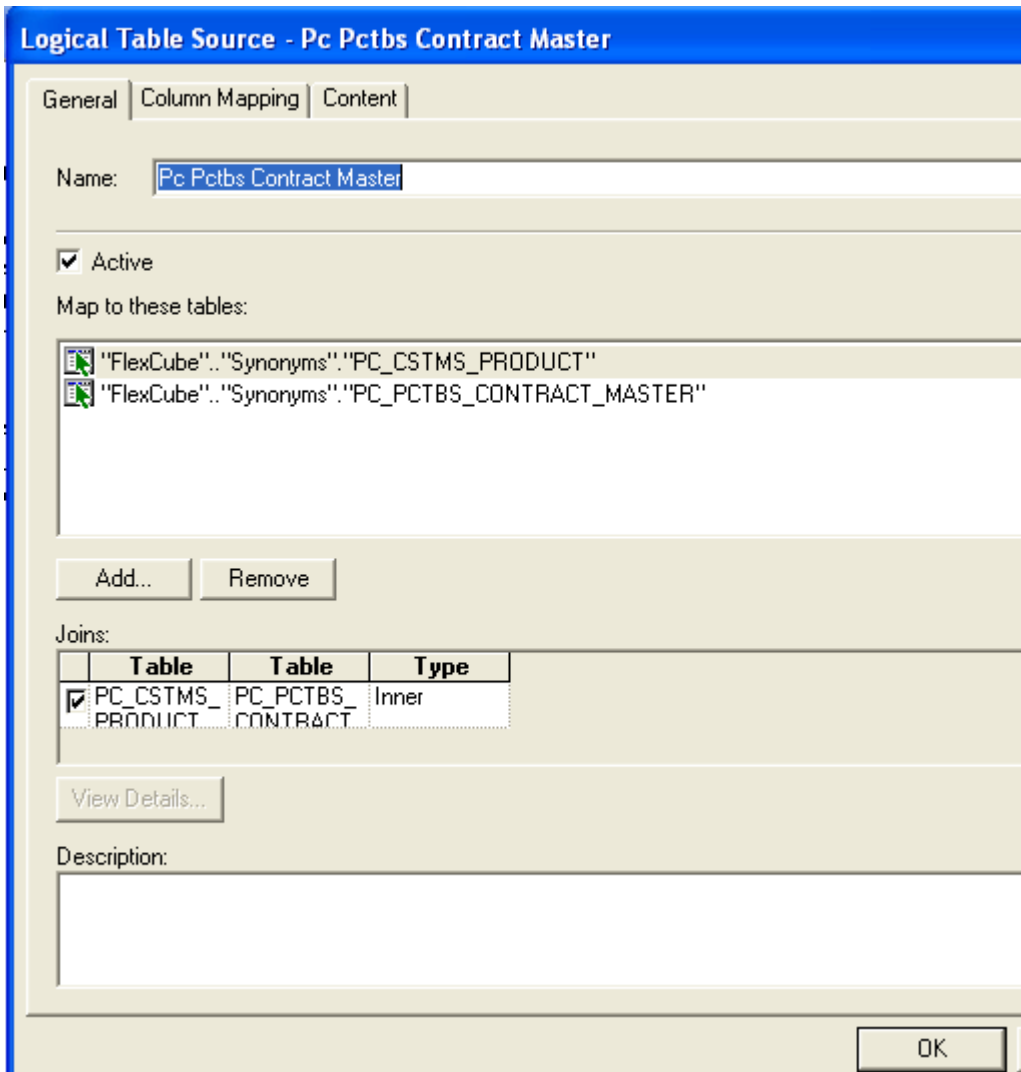 Logical Table Source - Pc Pctbs Contract Master
General Column Mapping Content
Name: Pc Pctbs Contract Master
Active
Map to these tables:
"FlexCube".."Synonyms"."PC_CSTMS_PRODUCT"
"FlexCube".."Synonyms"."PC_PCTBS_CONTRACT_MASTER"
Add... Remove
Joins:
Table Table Type
PC_CSTMS_ PC_PCTBS_ Inner
PRODUCT CONTRACT
View Details...
Description:
OK